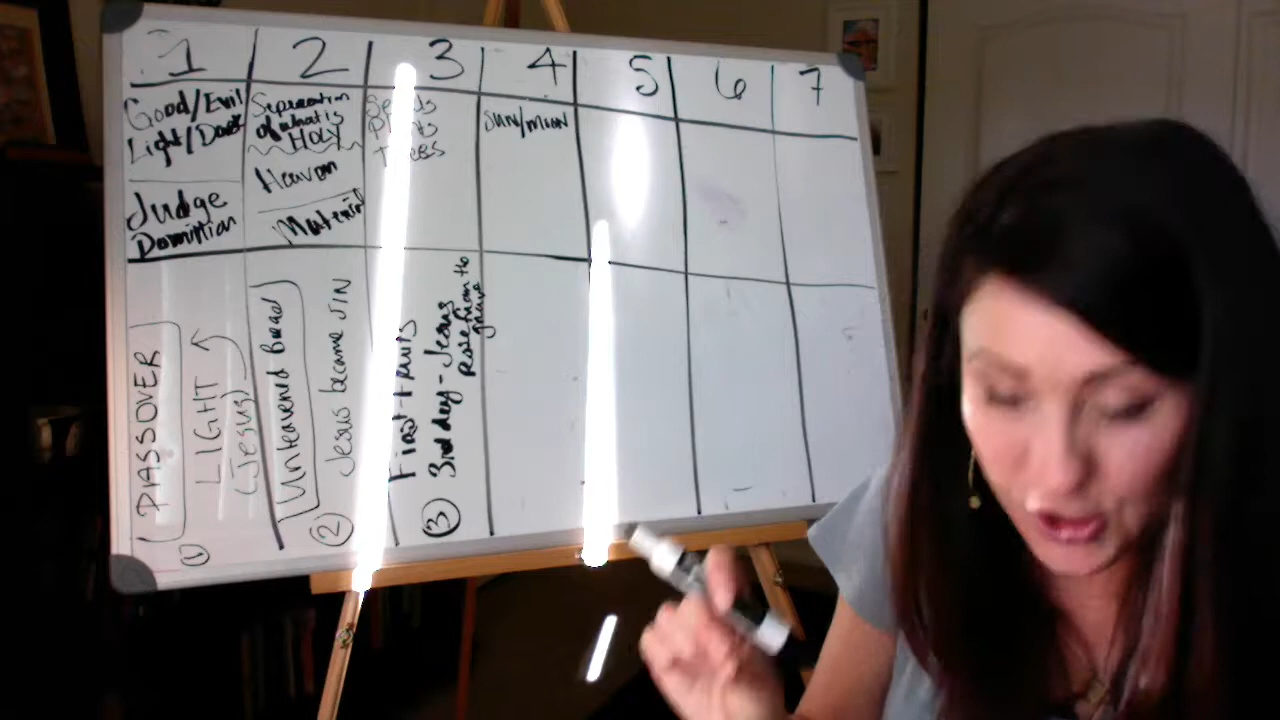 1 2 3 4 5 6 7
Good/Evil
Light/Dark
Judge
Dominion
Separation
of what is
HOLY
Heaven
Material
Seeds
Plants
Trees
SUN/MOON
PASSOVER
①
LIGHT
(Jesus)
Unleavened Bread
② Jesus became SIN
First Fruits
③ 3rd day - Jesus
rose from the
grave